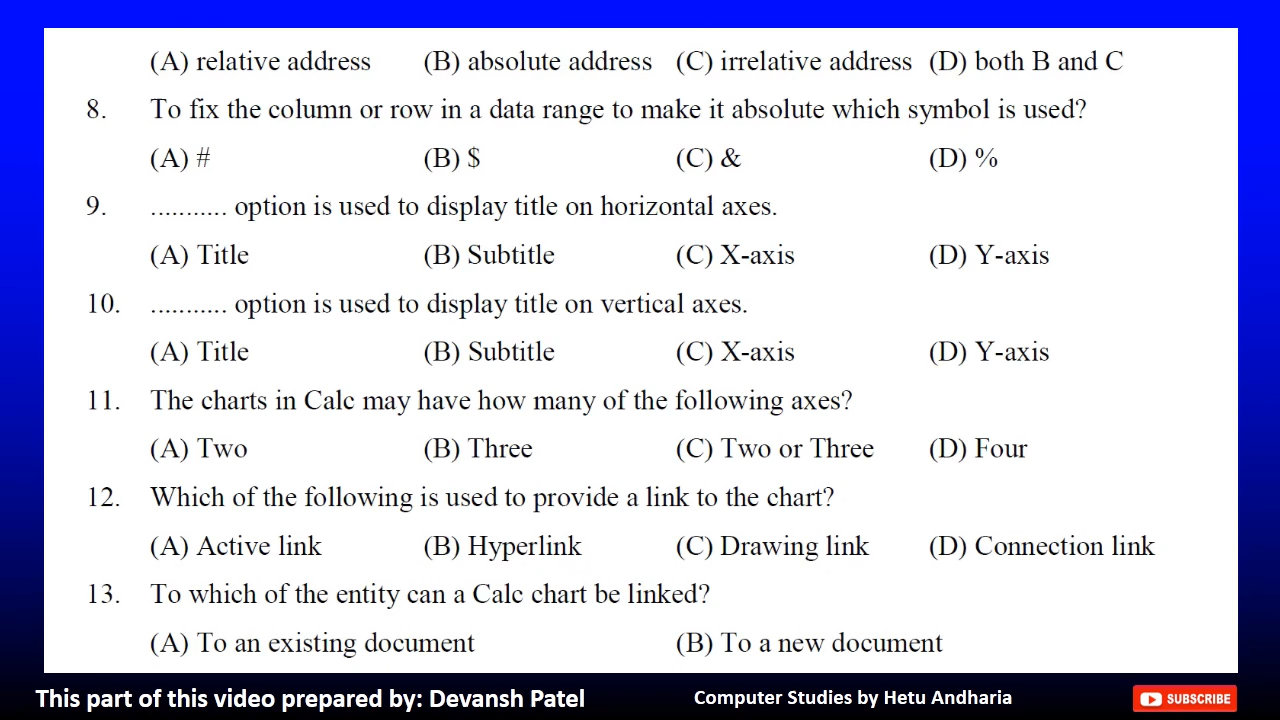 (A) relative address (B) absolute address (C) irrelative address (D) both B and C
8. To fix the column or row in a data range to make it absolute which symbol is used?
(A) # (B) $ (C) & (D) %
9. ........... option is used to display title on horizontal axes.
(A) Title (B) Subtitle (C) X-axis (D) Y-axis
10. ........... option is used to display title on vertical axes.
(A) Title (B) Subtitle (C) X-axis (D) Y-axis
11. The charts in Calc may have how many of the following axes?
(A) Two (B) Three (C) Two or Three (D) Four
12. Which of the following is used to provide a link to the chart?
(A) Active link (B) Hyperlink (C) Drawing link (D) Connection link
13. To which of the entity can a Calc chart be linked?
(A) To an existing document (B) To a new document
This part of this video prepared by: Devansh Patel Computer Studies by Hetu Andharia SUBSCRIBE